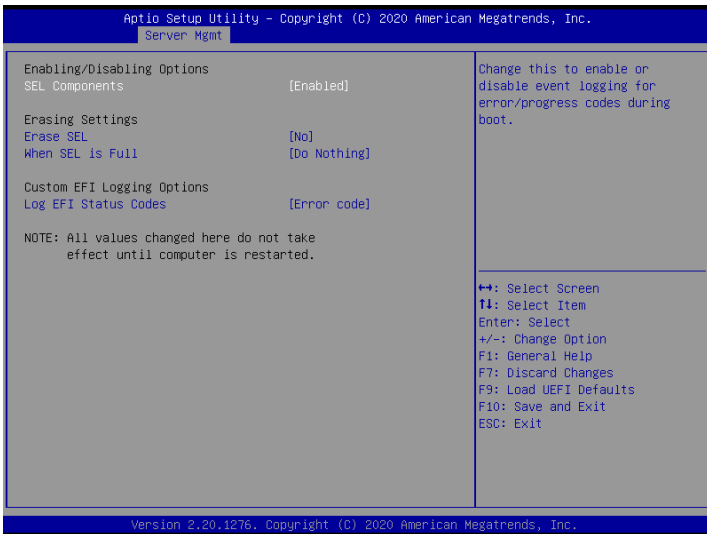 Aptio Setup Utility – Copyright (C) 2020 American Megatrends, Inc.
Server Mgmt
Enabling/Disabling Options
SEL Components [Enabled]
Erasing Settings
Erase SEL [No]
When SEL is Full [Do Nothing]
Custom EFI Logging Options
Log EFI Status Codes [Error code]
NOTE: All values changed here do not take
effect until computer is restarted.
Change this to enable or
disable event logging for
error/progress codes during
boot.
↔: Select Screen
↑↓: Select Item
Enter: Select
+/-: Change Option
F1: General Help
F7: Discard Changes
F9: Load UEFI Defaults
F10: Save and Exit
ESC: Exit
Version 2.20.1276. Copyright (C) 2020 American Megatrends, Inc.